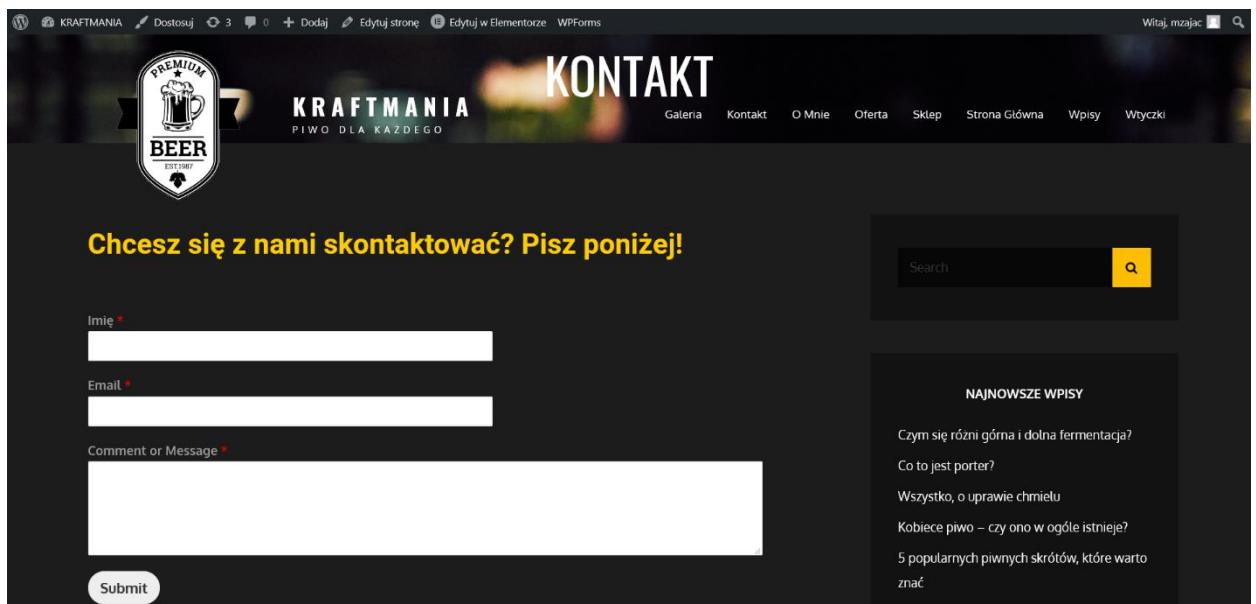 KRAFTMANIA Dostosuj 3 0 Dodaj Edytuj stronę Edytuj w Elementorze WPForms Witaj, mzajac
PREMIUM
BEER
EST.1987
KRAFTMANIA
PIWO DLA KAŻDEGO
KONTAKT
Galeria Kontakt O Mnie Oferta Sklep Strona Główna Wpisy Wtyczki
Chcesz się z nami skontaktować? Pisz poniżej!
Imię *
Email *
Comment or Message *
Submit
Search
NAJNOWSZE WPISY
Czym się różni górna i dolna fermentacja?
Co to jest porter?
Wszystko, o uprawie chmielu
Kobiece piwo – czy ono w ogóle istnieje?
5 popularnych piwnych skrótów, które warto
znać